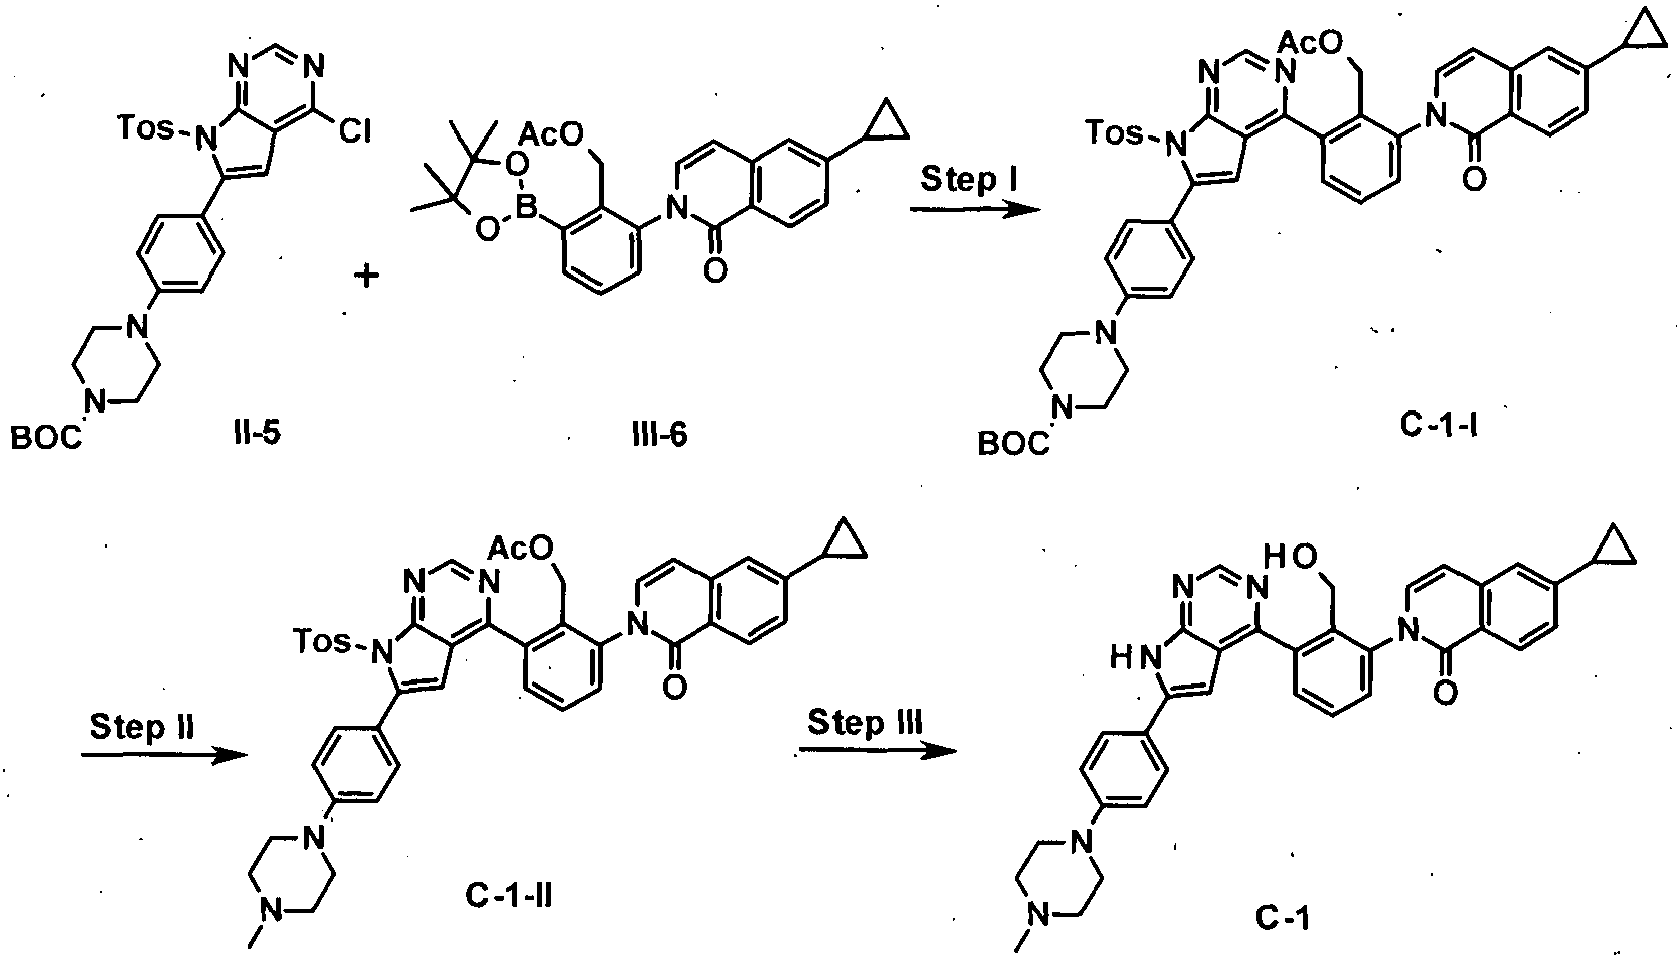 N N
Tos N Cl
N
N
BOC
II-5
+
AcO
O
B
O
N
O
III-6
Step I
AcO
N N
Tos N
N
O
N
N
BOC
C-1-I
Step II
AcO
N N
Tos N
N
O
N
N
C-1-II
Step III
HO
N N
H N
N
O
N
N
C-1